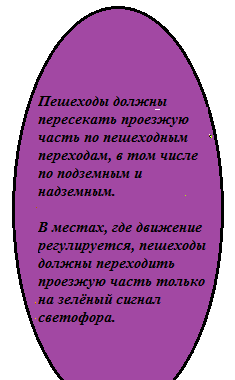 Пешеходы должны
пересекать проезжую
часть по пешеходным
переходам, в том числе
по подземным и
надземным.
В местах, где движение
регулируется, пешеходы
должны переходить
проезжую часть только
на зелёный сигнал
светофора.